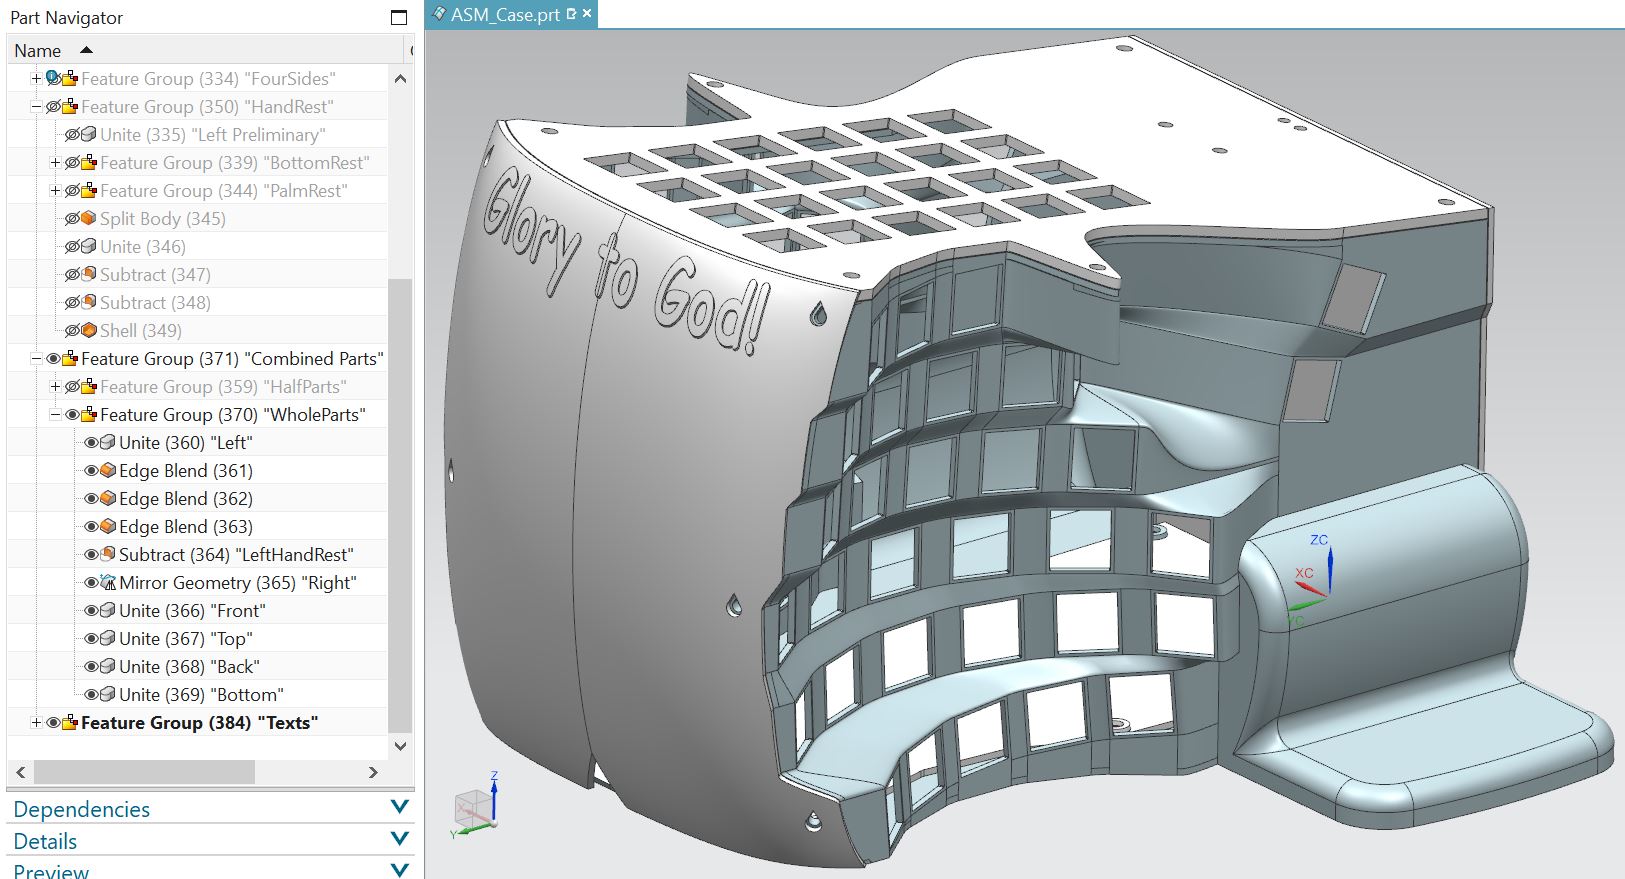 Part Navigator
ASM_Case.prt
Name
Feature Group (334) "FourSides"
Feature Group (350) "HandRest"
Unite (335) "Left Preliminary"
Feature Group (339) "BottomRest"
Feature Group (344) "PalmRest"
Split Body (345)
Unite (346)
Subtract (347)
Subtract (348)
Shell (349)
Feature Group (371) "Combined Parts"
Feature Group (359) "HalfParts"
Feature Group (370) "WholeParts"
Unite (360) "Left"
Edge Blend (361)
Edge Blend (362)
Edge Blend (363)
Subtract (364) "LeftHandRest"
Mirror Geometry (365) "Right"
Unite (366) "Front"
Unite (367) "Top"
Unite (368) "Back"
Unite (369) "Bottom"
Feature Group (384) "Texts"
Dependencies
Details
Preview
Glory to God!
ZC
XC
YC
Z
X
Y